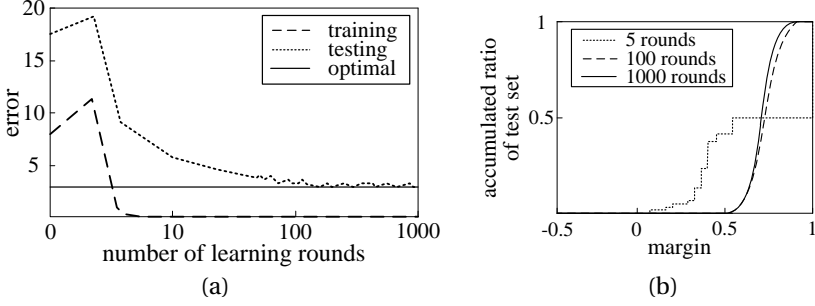 20
15
10
5
error
training
testing
optimal
0
10
100
1000
number of learning rounds
(a)
1
0.5
accumulated ratio
of test set
5 rounds
100 rounds
1000 rounds
-0.5
0
0.5
1
margin
(b)